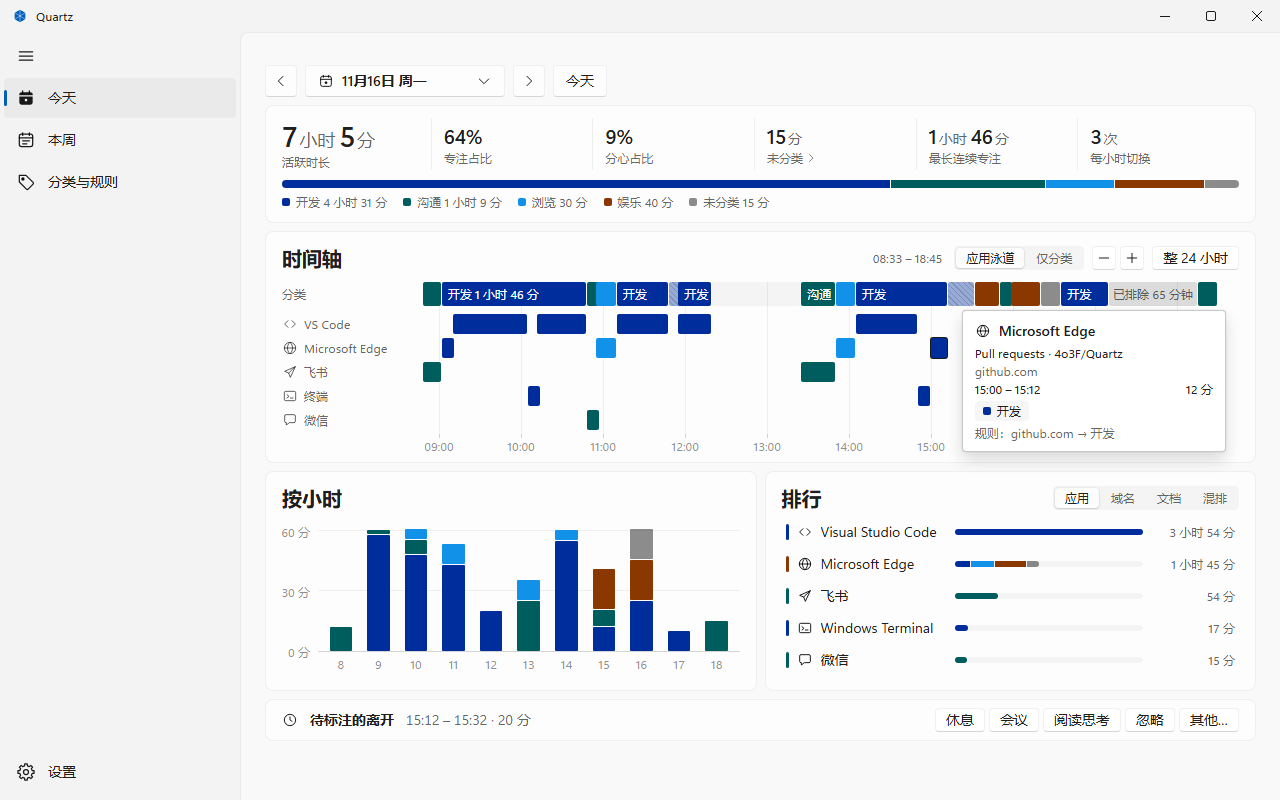 Quartz
今天
本周
分类与规则
设置
11月16日 周一
今天
7 小时 5 分
活跃时长
64%
专注占比
9%
分心占比
15 分
未分类
1 小时 46 分
最长连续专注
3 次
每小时切换
开发 4 小时 31 分
沟通 1 小时 9 分
浏览 30 分
娱乐 40 分
未分类 15 分
时间轴
08:33 – 18:45
应用泳道
仅分类
整 24 小时
分类
开发 1 小时 46 分
开发
开发
沟通
开发
开发
已排除 65 分钟
VS Code
Microsoft Edge
飞书
终端
微信
09:00
10:00
11:00
12:00
13:00
14:00
15:00
Microsoft Edge
Pull requests · 4o3F/Quartz
github.com
15:00 – 15:12
12 分
开发
规则：github.com → 开发
按小时
60 分
30 分
0 分
8
9
10
11
12
13
14
15
16
17
18
排行
应用
域名
文档
混排
Visual Studio Code
3 小时 54 分
Microsoft Edge
1 小时 45 分
飞书
54 分
Windows Terminal
17 分
微信
15 分
待标注的离开
15:12 – 15:32 · 20 分
休息
会议
阅读思考
忽略
其他...